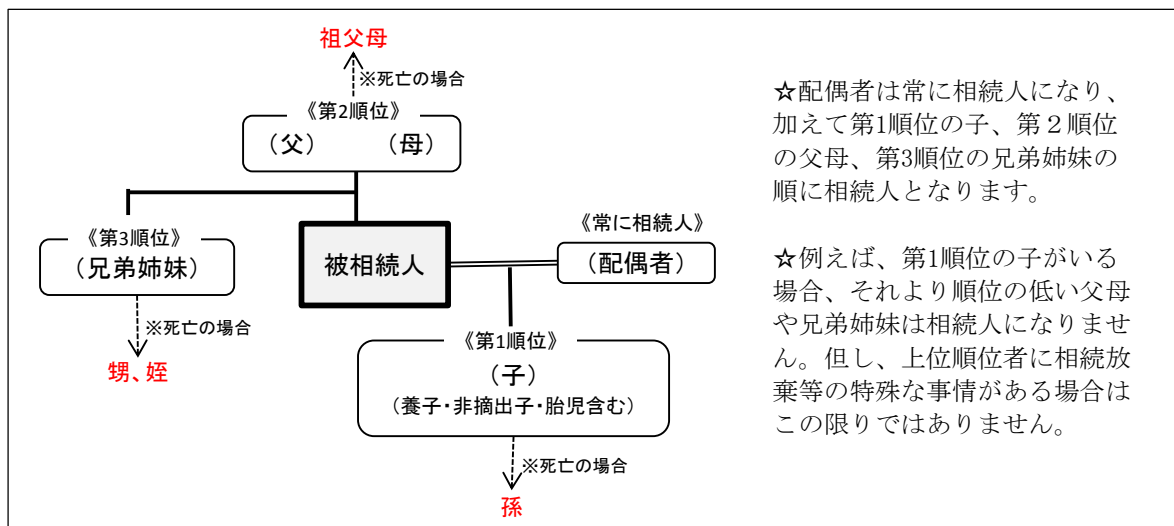 祖父母
※死亡の場合
《第2順位》
（父）　（母）
《第3順位》
（兄弟姉妹）
※死亡の場合
甥、姪
被相続人
《常に相続人》
（配偶者）
《第1順位》
（子）
（養子・非摘出子・胎児含む）
※死亡の場合
孫
☆配偶者は常に相続人になり、
加えて第1順位の子、第２順位
の父母、第3順位の兄弟姉妹の
順に相続人となります。
☆例えば、第1順位の子がいる
場合、それより順位の低い父母
や兄弟姉妹は相続人になりませ
ん。但し、上位順位者に相続放
棄等の特殊な事情がある場合は
この限りではありません。